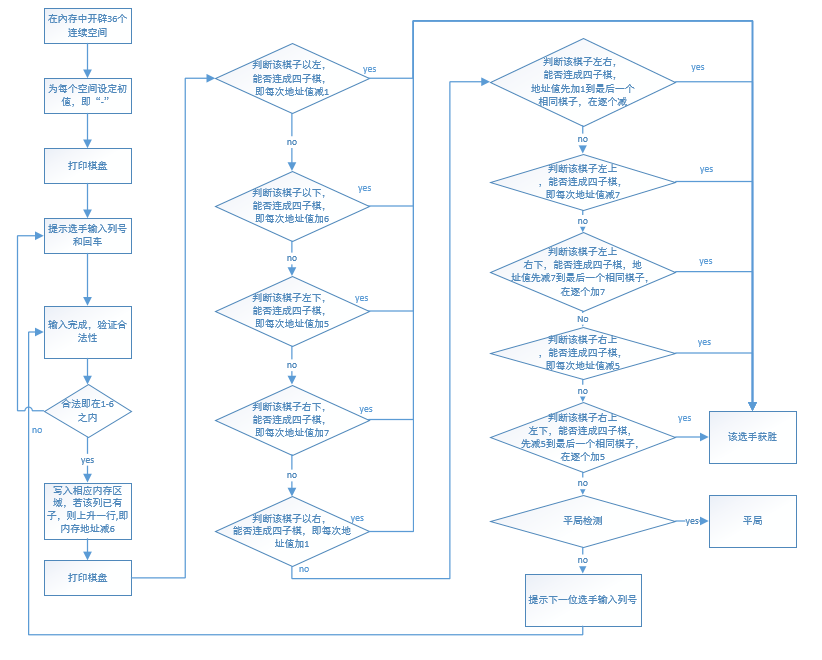 在内存中开辟36个
连续空间
为每个空间设定初
值，即“-”
打印棋盘
提示选手输入列号
和回车
输入完成，验证合
法性
合法即在1-6
之内
no
yes
写入相应内存区
域，若该列已有
子，则上升一行,即
内存地址减6
打印棋盘
判断该棋子以左，
能否连成四子棋，
即每次地址值减1
yes
no
判断该棋子以下，
能否连成四子棋，
即每次地址值加6
yes
no
判断该棋子左下，
能否连成四子棋，
即每次地址值加5
yes
no
判断该棋子右下，
能否连成四子棋，
即每次地址值加7
yes
no
判断该棋子以右，
能否连成四子棋，即每次地
址值加1
yes
no
判断该棋子左右，
能否连成四子棋，
地址值先加1到最后一个
相同棋子，在逐个减
yes
no
判断该棋子左上
，能否连成四子棋，
即每次地址值减7
yes
no
判断该棋子左上
右下，能否连成四子棋，地
址值先减7到最后一个相同棋子，
在逐个加7
yes
No
判断该棋子右上
，能否连成四子棋，
即每次地址值减5
yes
no
判断该棋子右上
左下，能否连成四子棋，
先减5到最后一个相同棋子，
在逐个加5
yes
no
该选手获胜
平局检测
yes
平局
no
提示下一位选手输入列号